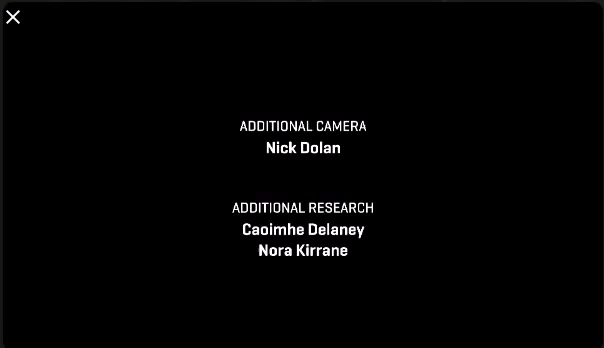 ADDITIONAL CAMERA
Nick Dolan
ADDITIONAL RESEARCH
Caoimhe Delaney
Nora Kirrane